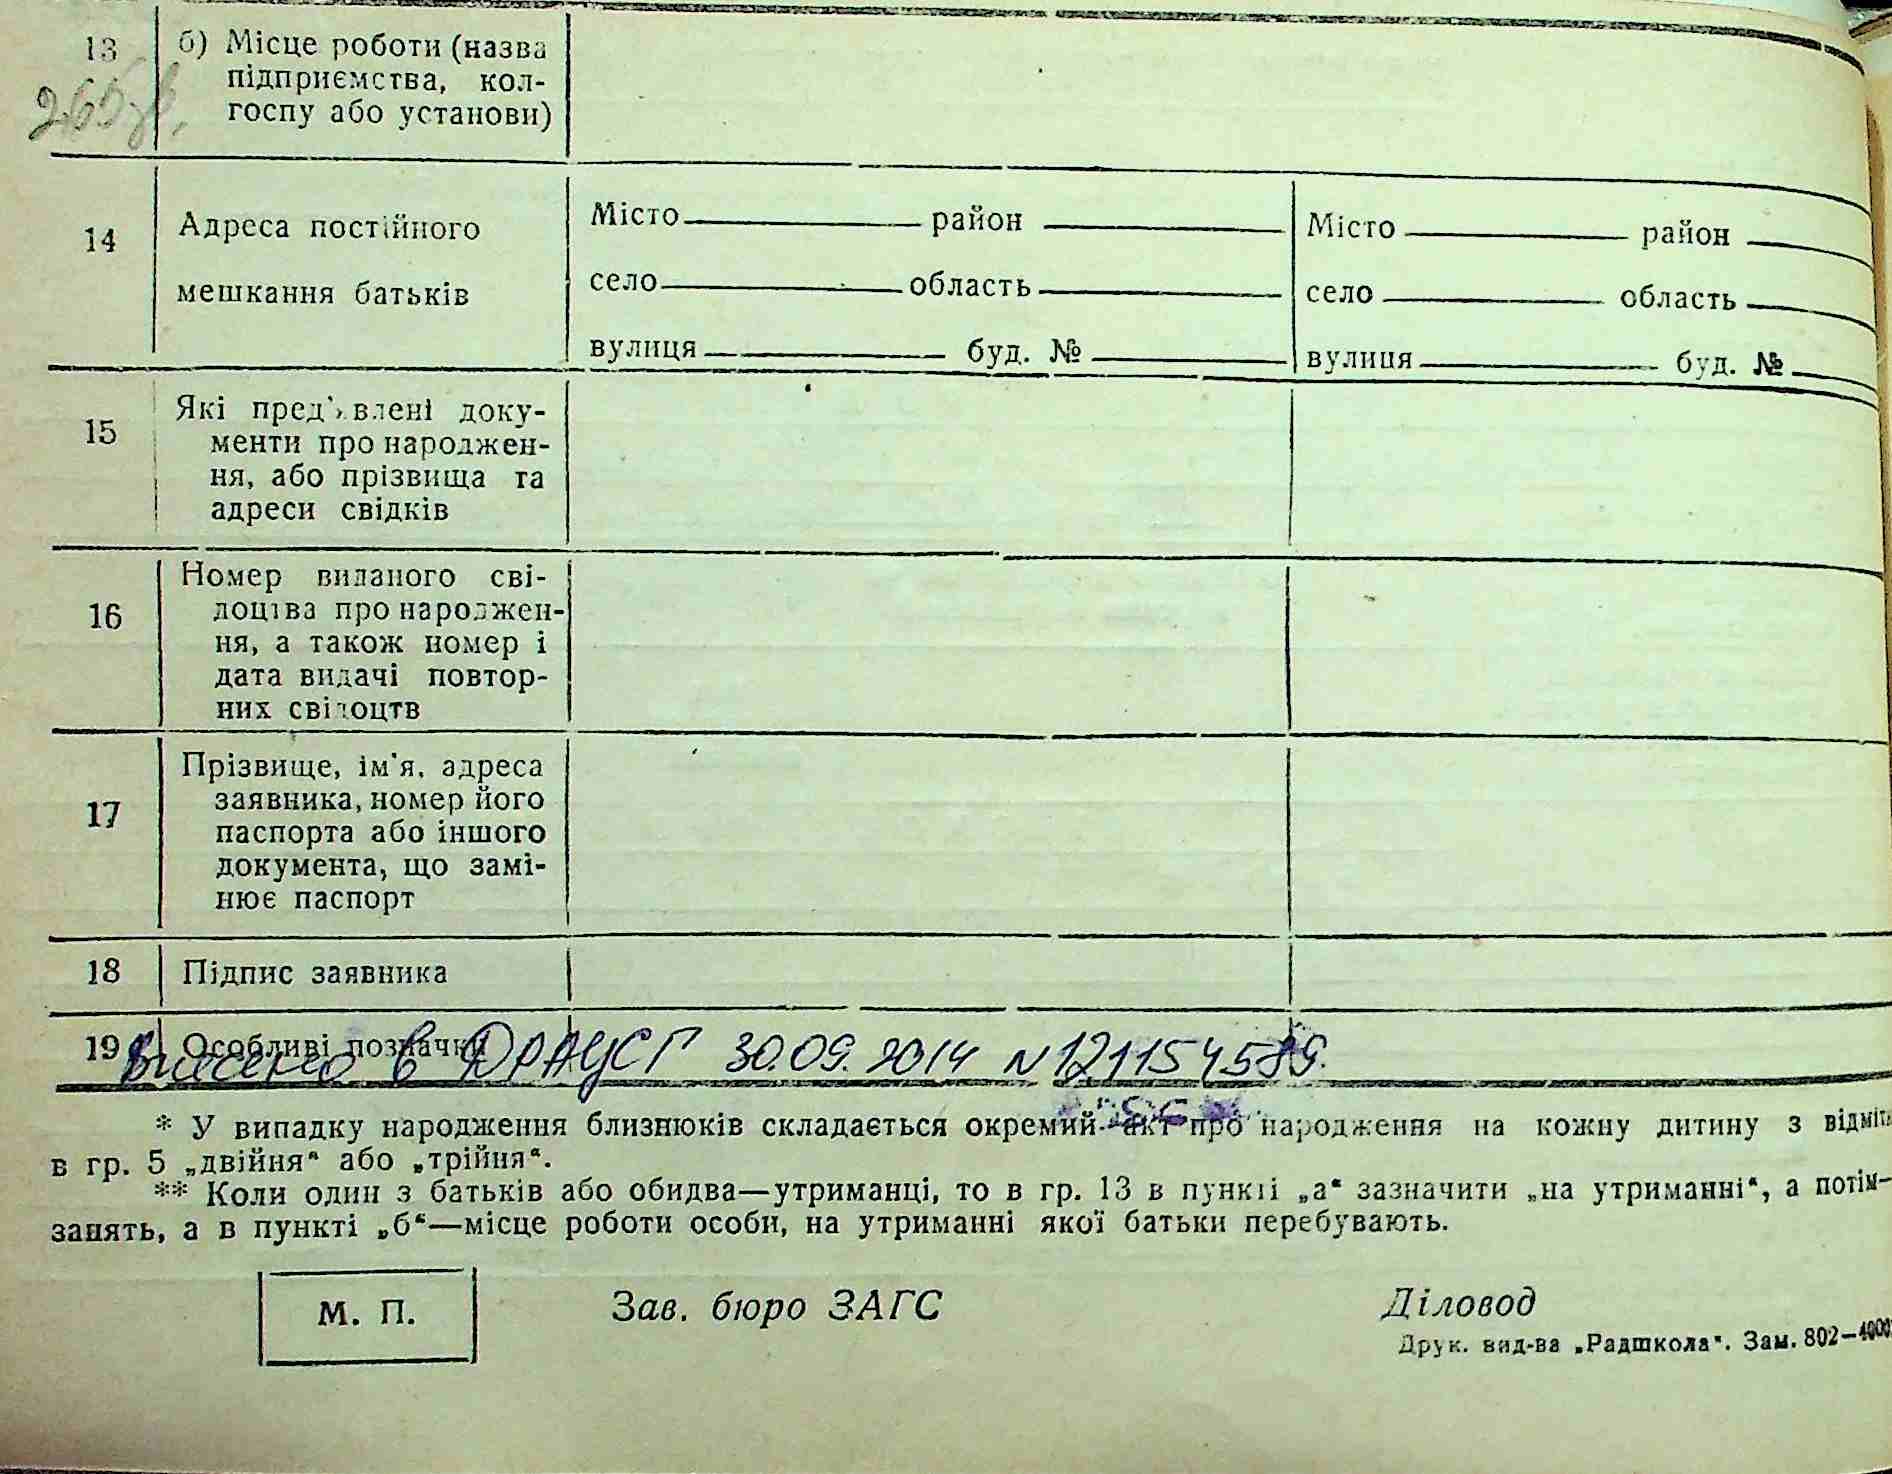 13 б) Місце роботи (назва
підприємства, кол-
госпу або установи)
14 Адреса постійного
мешкання батьків
Місто район
село область
вулиця буд. №
Місто район
село область
вулиця буд. №
15 Які пред'явлені доку-
менти про народжен-
ня, або прізвища та
адреси свідків
16 Номер виданого сві-
доцтва про народжен-
ня, а також номер і
дата видачі повтор-
них свідоцтв
17 Прізвище, ім'я, адреса
заявника, номер його
паспорта або іншого
документа, що замі-
нює паспорт
18 Підпис заявника
19 Особливі позначки
внесено в ДРАЦСГ 30.09.2014 N
* У випадку народження близнюків складається окремий акт про народження на кожну дитину з відміт
в гр. 5 „двійня“ або „трійня“.
** Коли один з батьків або обидва—утриманці, то в гр. 13 в пункті „а“ зазначити „на утриманні“, а потім—
занять, а в пункті „б“—місце роботи особи, на утриманні якої батьки перебувають.
М. П. Зав. бюро ЗАГС Діловод
Друк. вид-ва „Радшкола“. Зам. 802—4000